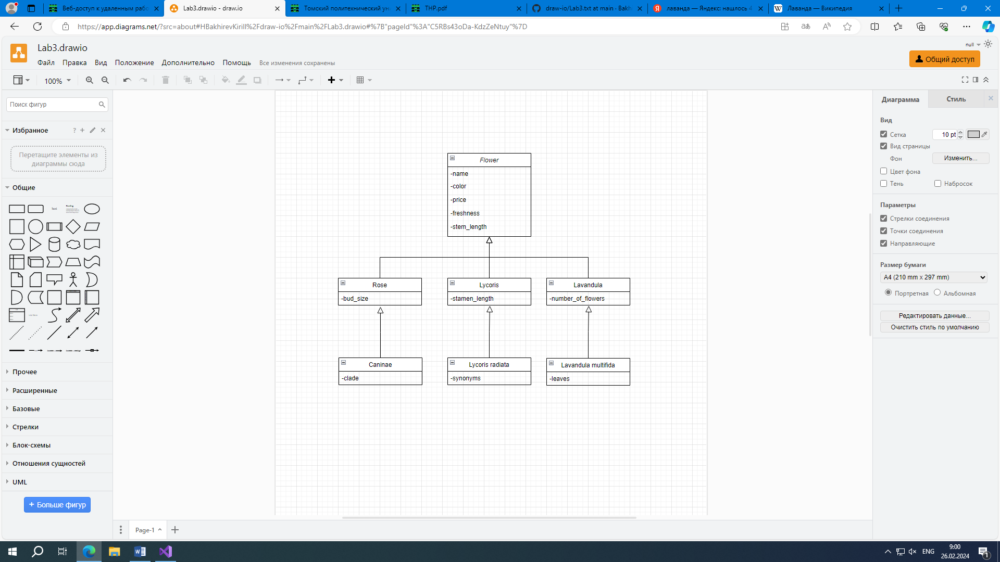 Веб-доступ к удаленным рабо
Lab3.drawio - draw.io
Томский политехнический уни
THP.pdf
draw-io/Lab3.txt at main · Bakh
лаванда — Яндекс: нашлось 4
Лаванда — Википедия
https://app.diagrams.net/?src=about#HBakhirevKirill%2Fdraw-io%2Fmain%2FLab3.drawio#%7B"pageId"%3A"C5RBs43oDa-KdzZeNtuy"%7D
Lab3.drawio
null
Файл Правка Вид Положение Дополнительно Помощь Все изменения сохранены
Общий доступ
100%
Поиск фигур
Избранное
?
Перетащите элементы из
диаграммы сюда
Общие
Text
Heading
List Item
Прочее
Расширенные
Базовые
Стрелки
Блок-схемы
Отношения сущностей
UML
+ Больше фигур
Flower
-name
-color
-price
-freshness
-stem_length
Rose
-bud_size
Lycoris
-stamen_length
Lavandula
-number_of_flowers
Caninae
-clade
Lycoris radiata
-synonyms
Lavandula multifida
-leaves
Диаграмма
Стиль
Вид
Сетка
10 pt
Вид страницы
Фон
Изменить...
Цвет фона
Тень
Набросок
Параметры
Стрелки соединения
Точки соединения
Направляющие
Размер бумаги
A4 (210 mm x 297 mm)
Портретная
Альбомная
Редактировать данные...
Очистить стиль по умолчанию
Page-1
ENG
9:00
26.02.2024
1